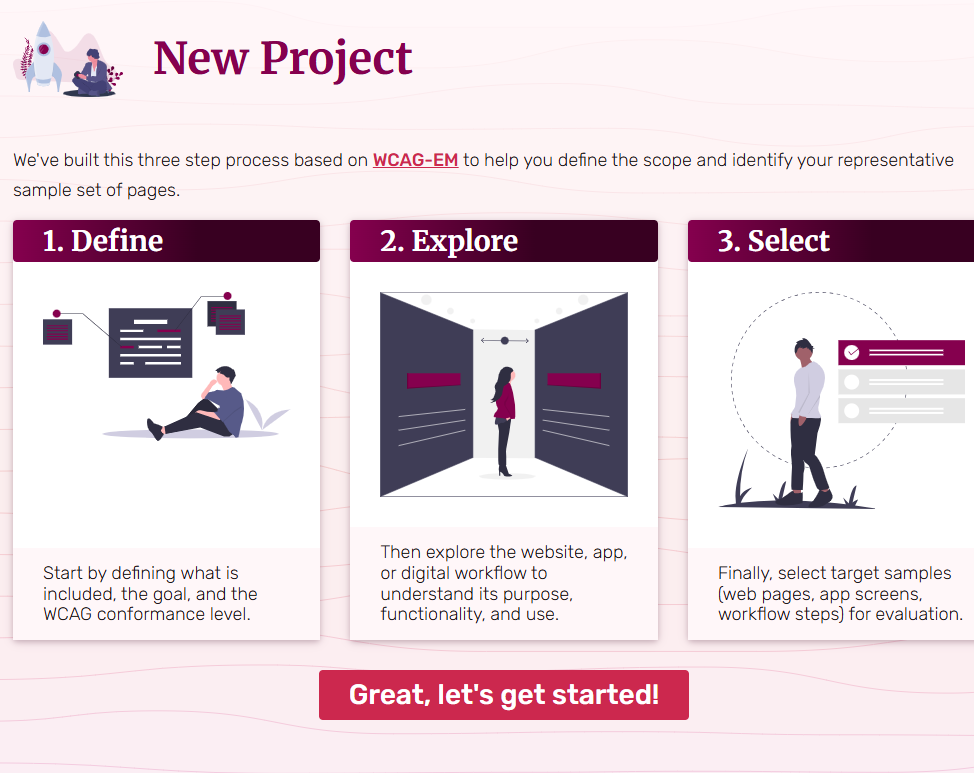 New Project
We've built this three step process based on WCAG-EM to help you define the scope and identify your representative
sample set of pages.
1. Define
Start by defining what is
included, the goal, and the
WCAG conformance level.
2. Explore
Then explore the website, app,
or digital workflow to
understand its purpose,
functionality, and use.
3. Select
Finally, select target samples
(web pages, app screens,
workflow steps) for evaluation.
Great, let's get started!